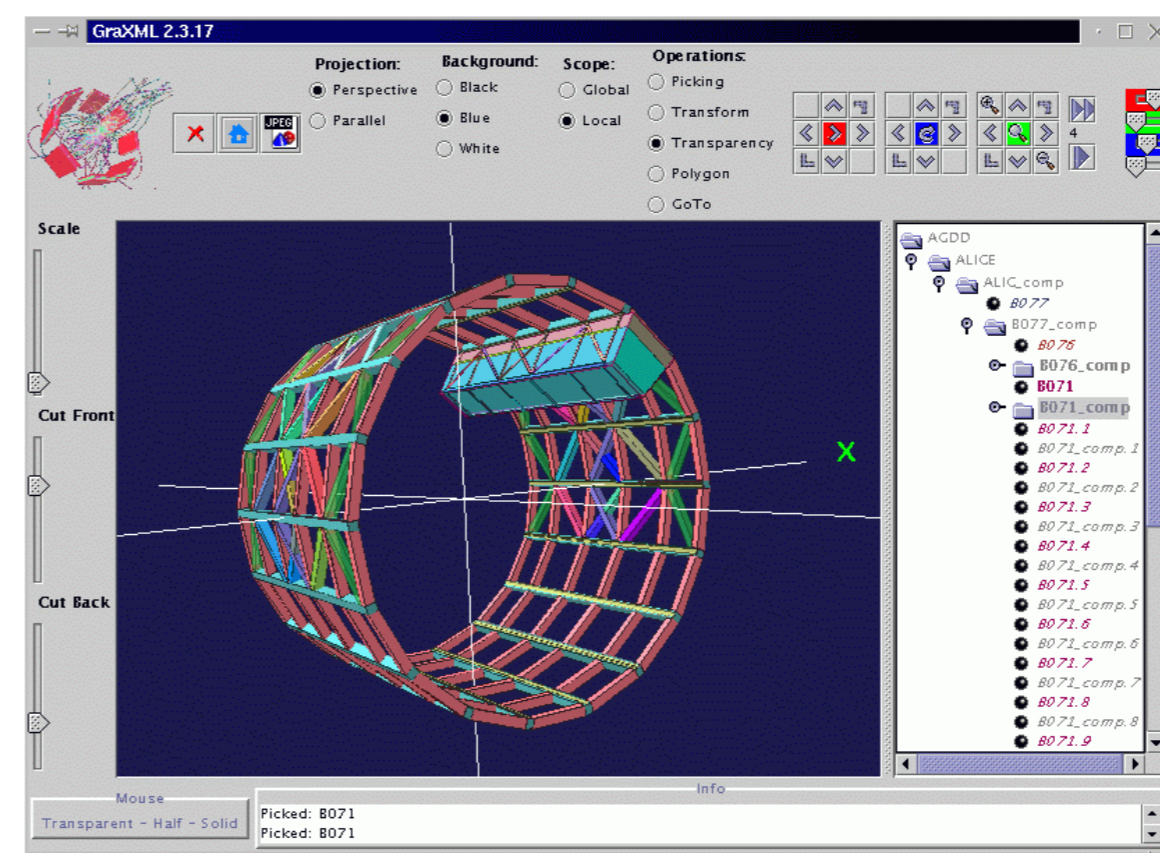 GraXML 2.3.17
Projection:
Perspective
Parallel
Background:
Black
Blue
White
Scope:
Global
Local
Operations:
Picking
Transform
Transparency
Polygon
GoTo
JPEG
4
Scale
Cut Front
Cut Back
X
AGDD
ALICE
ALIC_comp
B077
B077_comp
B076
B076_comp
B071
B071_comp
B071.1
B071_comp.1
B071.2
B071_comp.2
B071.3
B071_comp.3
B071.4
B071_comp.4
B071.5
B071_comp.5
B071.6
B071_comp.6
B071.7
B071_comp.7
B071.8
B071_comp.8
B071.9
Mouse
Transparent - Half - Solid
Info
Picked: B071
Picked: B071